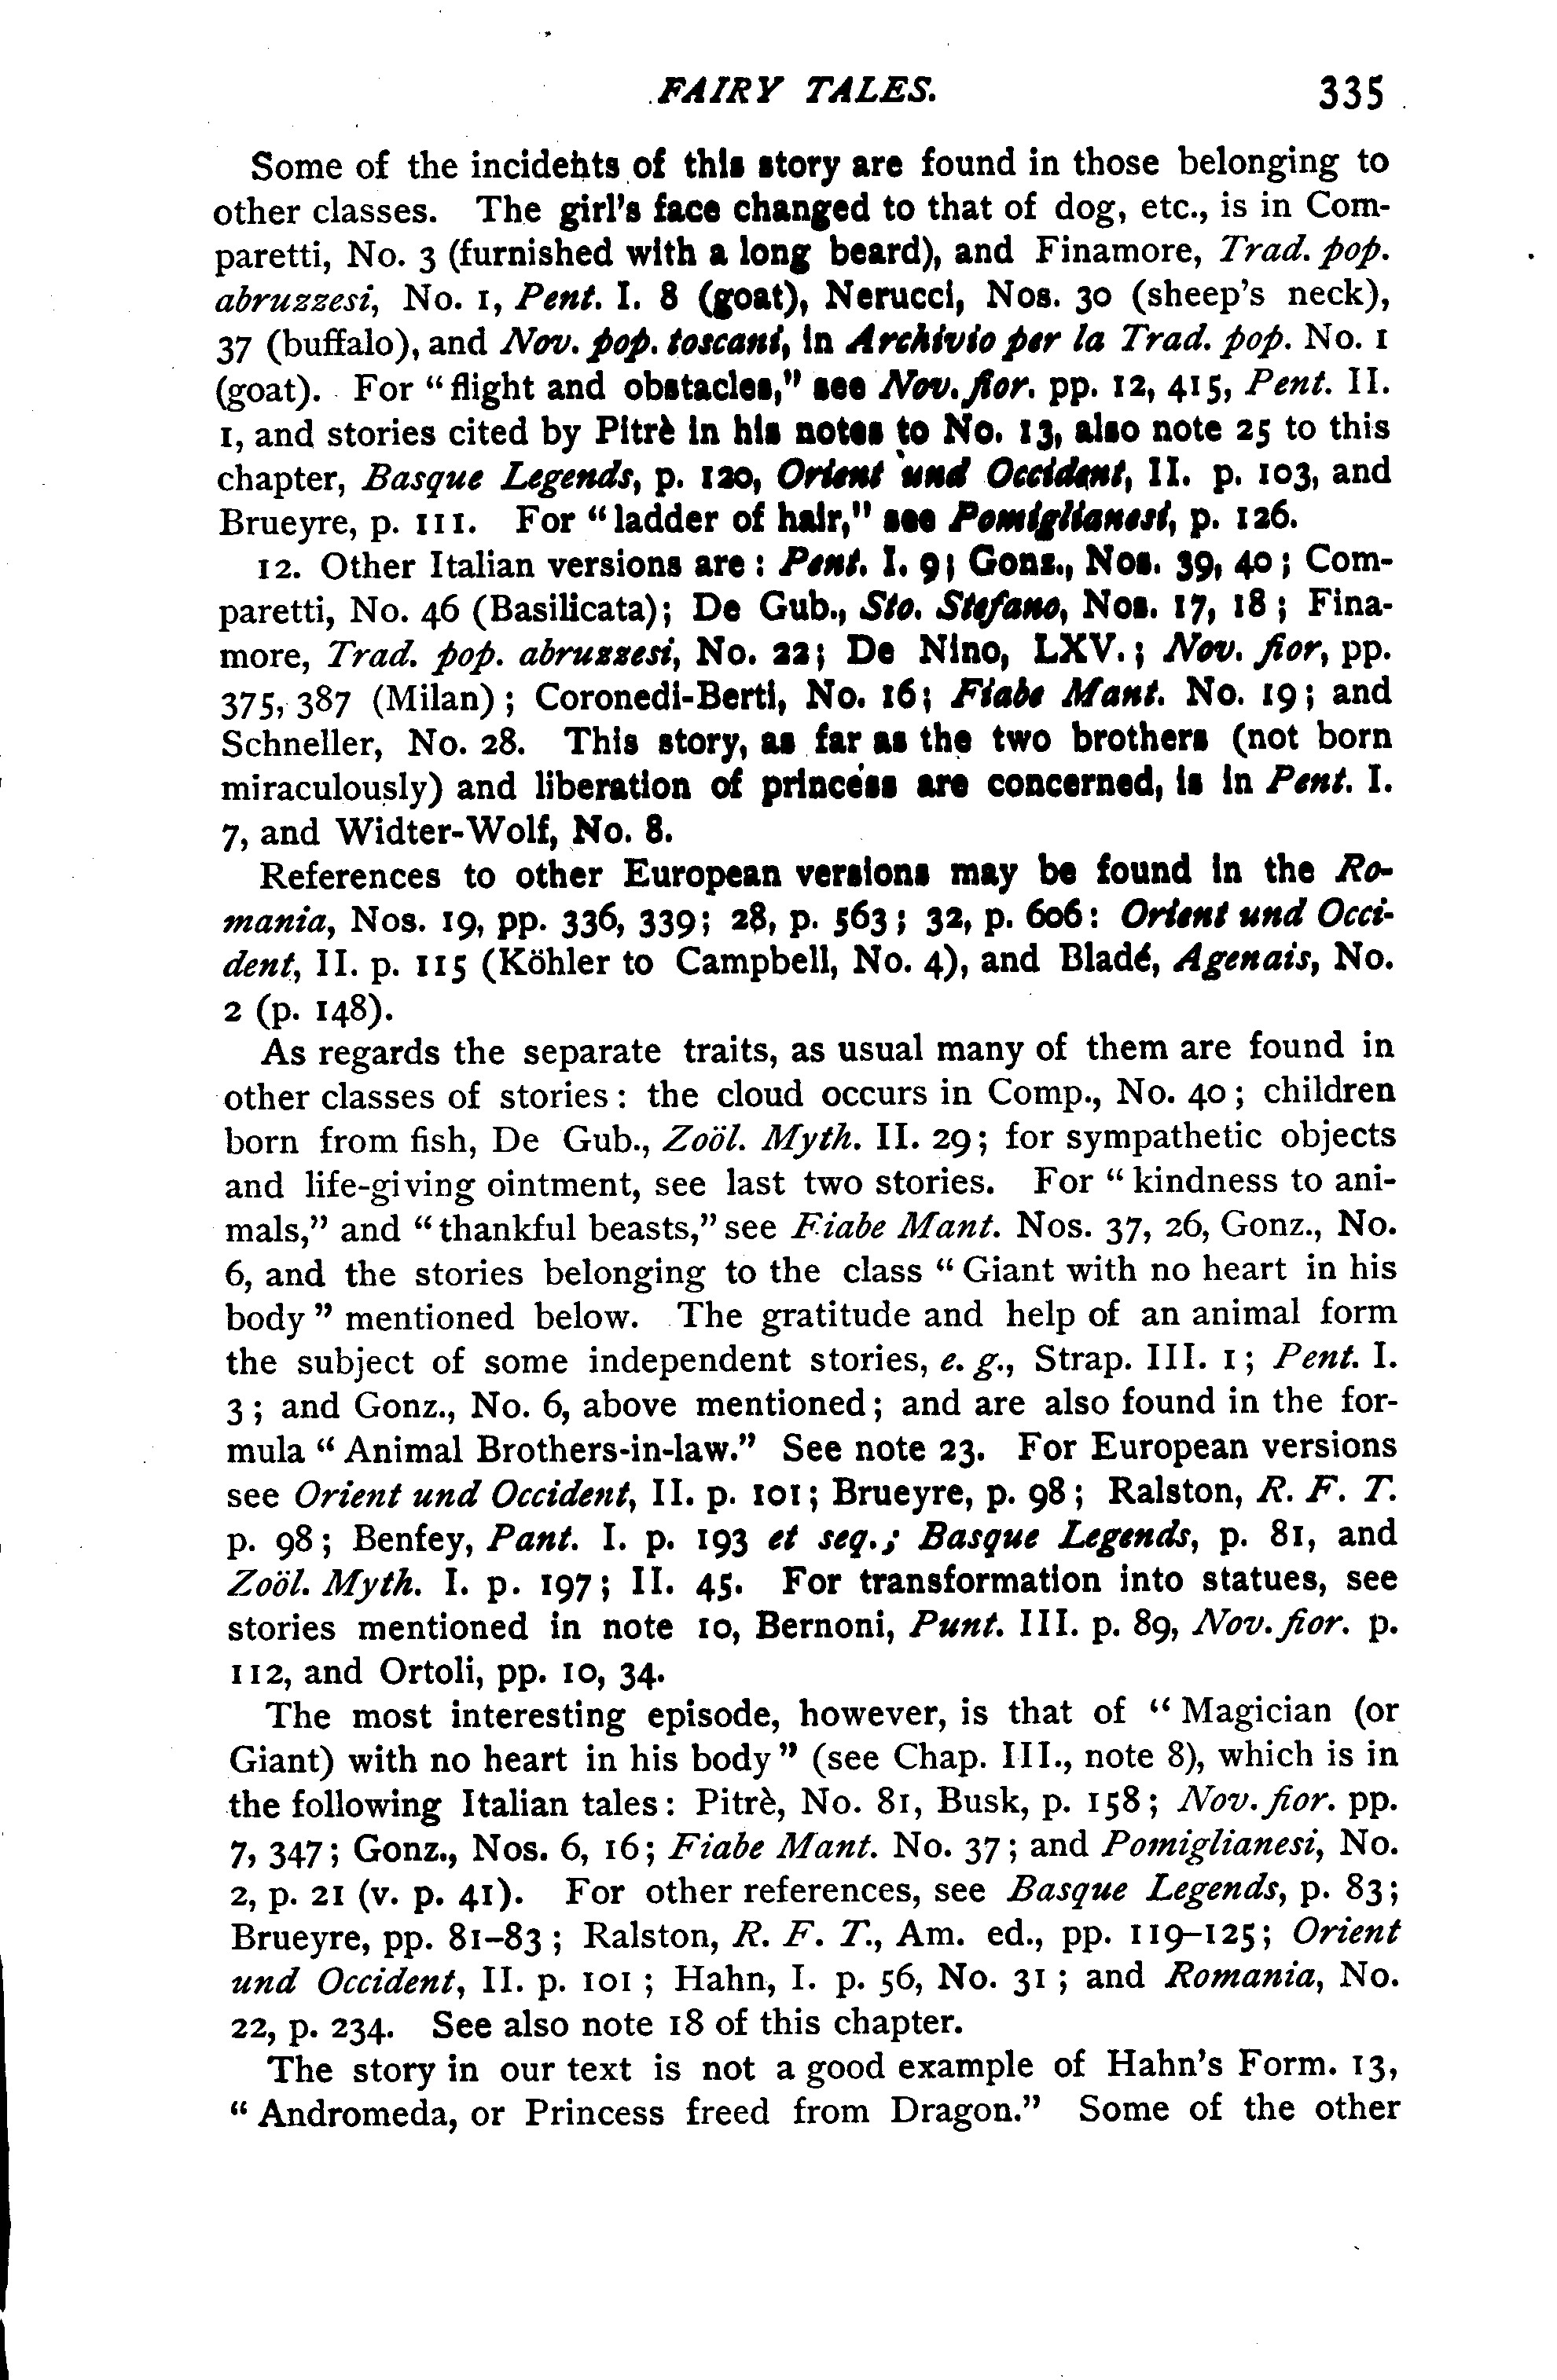 FAIRY TALES. 335
Some of the incidents of this story are found in those belonging to
other classes. The girl's face changed to that of dog, etc., is in Com-
paretti, No. 3 (furnished with a long beard), and Finamore, Trad. pop.
abruzzesi, No. 1, Pent. I. 8 (goat), Nerucci, Nos. 30 (sheep's neck),
37 (buffalo), and Nov. pop. toscani, in Archivio per la Trad. pop. No. 1
(goat). For "flight and obstacles," see Nov. fior. pp. 12, 415, Pent. II.
1, and stories cited by Pitrè in his notes to No. 13, also note 25 to this
chapter, Basque Legends, p. 120, Orient und Occident, II. p. 103, and
Brueyre, p. 111. For "ladder of hair," see Pomiglianesi, p. 126.
12. Other Italian versions are: Pent. I. 9; Gonz., Nos. 39, 40; Com-
paretti, No. 46 (Basilicata); De Gub., Sto. Stefano, Nos. 17, 18; Fina-
more, Trad. pop. abruzzesi, No. 22; De Nino, LXV.; Nov. fior, pp.
375, 387 (Milan); Coronedi-Berti, No. 16; Fiabe Mant. No. 19; and
Schneller, No. 28. This story, as far as the two brothers (not born
miraculously) and liberation of princess are concerned, is in Pent. I.
7, and Widter-Wolf, No. 8.
References to other European versions may be found in the Ro-
mania, Nos. 19, pp. 336, 339; 28, p. 563; 32, p. 606: Orient und Occi-
dent, II. p. 115 (Köhler to Campbell, No. 4), and Bladé, Agenais, No.
2 (p. 148).
As regards the separate traits, as usual many of them are found in
other classes of stories: the cloud occurs in Comp., No. 40; children
born from fish, De Gub., Zoöl. Myth. II. 29; for sympathetic objects
and life-giving ointment, see last two stories. For "kindness to ani-
mals," and "thankful beasts," see Fiabe Mant. Nos. 37, 26, Gonz., No.
6, and the stories belonging to the class "Giant with no heart in his
body" mentioned below. The gratitude and help of an animal form
the subject of some independent stories, e. g., Strap. III. 1; Pent. I.
3; and Gonz., No. 6, above mentioned; and are also found in the for-
mula "Animal Brothers-in-law." See note 23. For European versions
see Orient und Occident, II. p. 101; Brueyre, p. 98; Ralston, R. F. T.
p. 98; Benfey, Pant. I. p. 193 et seq.; Basque Legends, p. 81, and
Zoöl. Myth. I. p. 197; II. 45. For transformation into statues, see
stories mentioned in note 10, Bernoni, Punt. III. p. 89, Nov. fior. p.
112, and Ortoli, pp. 10, 34.
The most interesting episode, however, is that of "Magician (or
Giant) with no heart in his body" (see Chap. III., note 8), which is in
the following Italian tales: Pitrè, No. 81, Busk, p. 158; Nov. fior. pp.
7, 347; Gonz., Nos. 6, 16; Fiabe Mant. No. 37; and Pomiglianesi, No.
2, p. 21 (v. p. 41). For other references, see Basque Legends, p. 83;
Brueyre, pp. 81–83; Ralston, R. F. T., Am. ed., pp. 119–125; Orient
und Occident, II. p. 101; Hahn, I. p. 56, No. 31; and Romania, No.
22, p. 234. See also note 18 of this chapter.
The story in our text is not a good example of Hahn's Form. 13,
"Andromeda, or Princess freed from Dragon." Some of the other